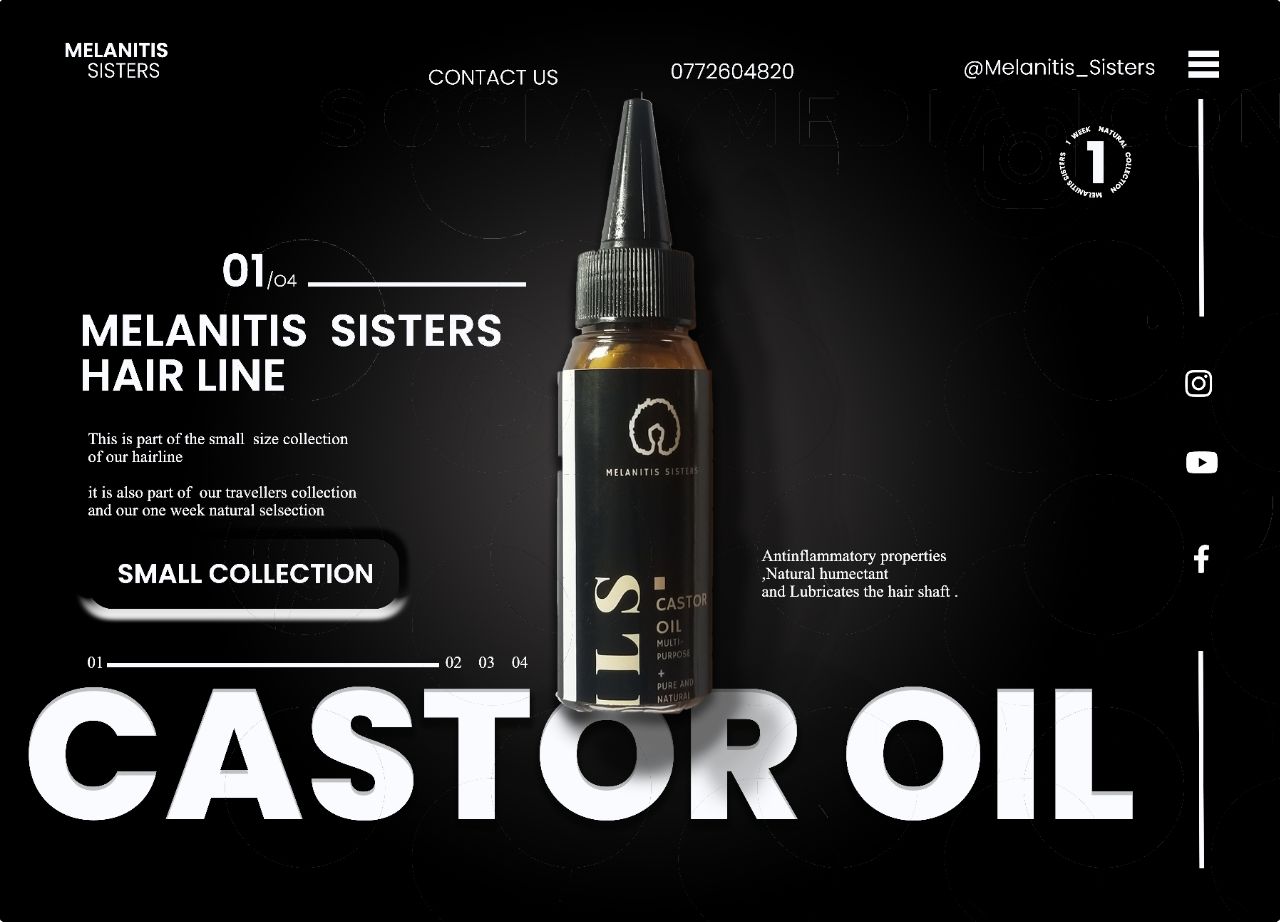 MELANITIS
SISTERS
CONTACT US
0772604820
@Melanitis_Sisters
SOCIAL MEDIA ICON
1 WEEK NATURAL COLLECTION MELANITIS SISTERS
1
01/04
MELANITIS SISTERS
HAIR LINE
This is part of the small size collection
of our hairline
it is also part of our travellers collection
and our one week natural selsection
SMALL COLLECTION
01
02 03 04
MELANITIS SISTERS
ILS
CASTOR
OIL
MULTI-
PURPOSE
+
PURE AND
NATURAL
Antinflammatory properties
,Natural humectant
and Lubricates the hair shaft .
CASTOR OIL